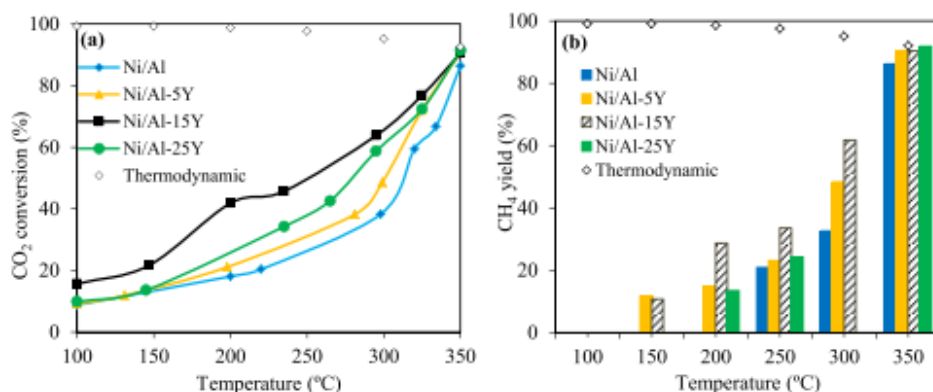 (a)
CO₂ conversion (%)
100
80
60
40
20
0
Ni/Al
Ni/Al-5Y
Ni/Al-15Y
Ni/Al-25Y
Thermodynamic
100 150 200 250 300 350
Temperature (ºC)
(b)
CH₄ yield (%)
100
80
60
40
20
0
Ni/Al
Ni/Al-5Y
Ni/Al-15Y
Ni/Al-25Y
Thermodynamic
100 150 200 250 300 350
Temperature (ºC)